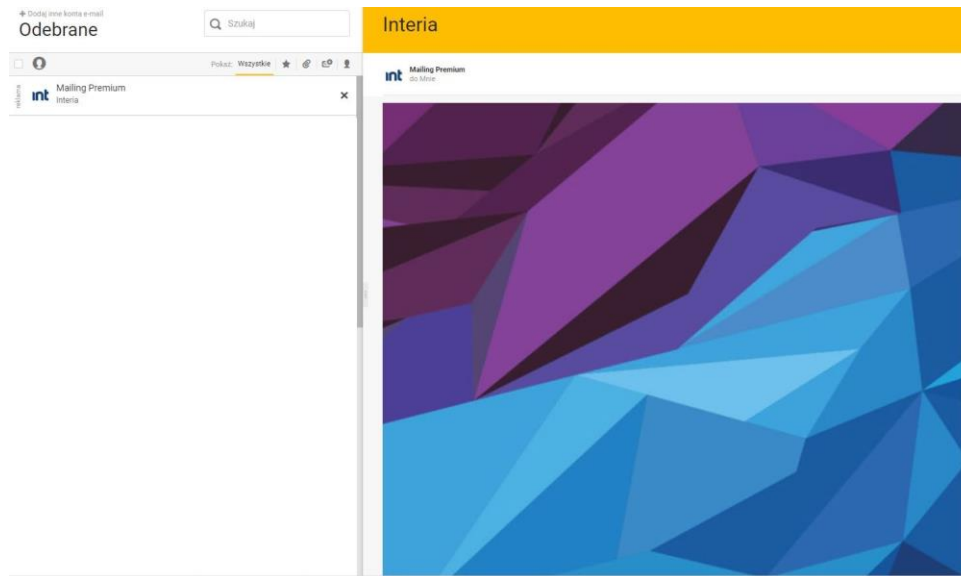 Dodaj inne konta e-mail
Odebrane
Szukaj
Pokaż: Wszystkie
reklama
int
Mailing Premium
Interia
Interia
int
Mailing Premium
do Mnie